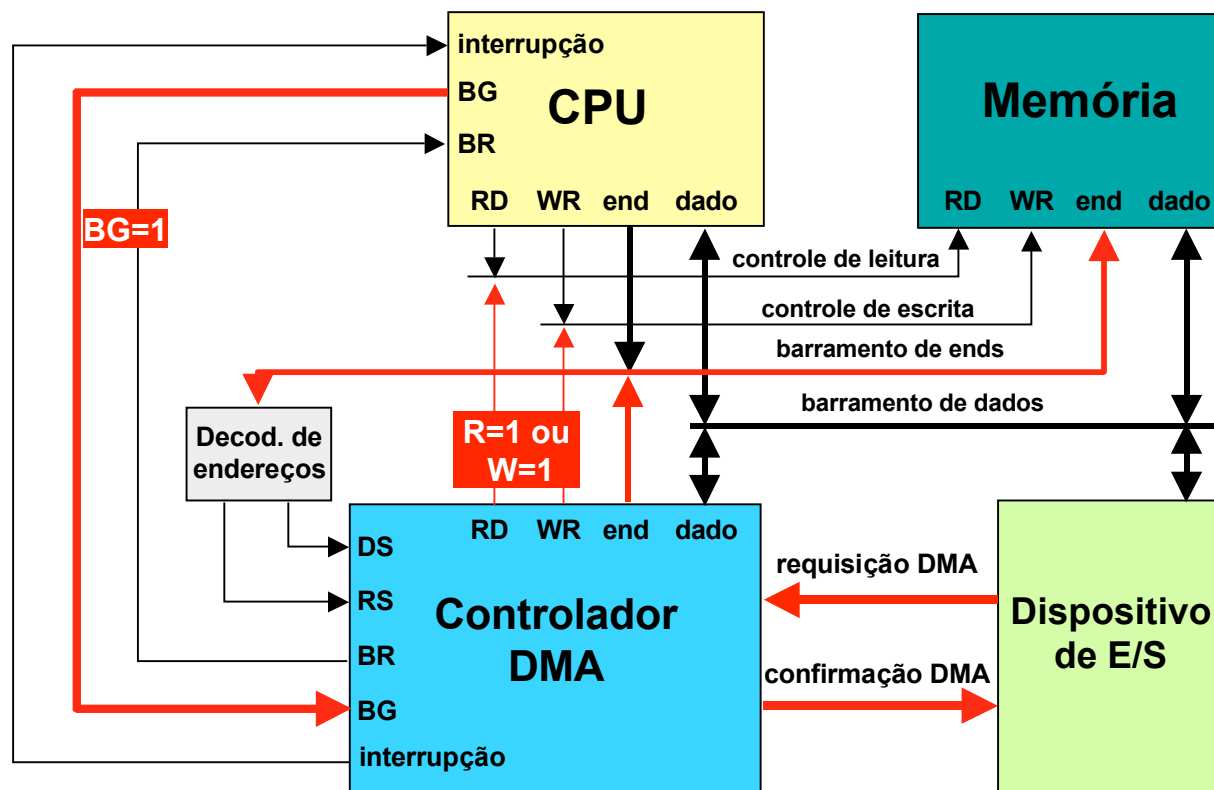 interrupção
BG
CPU
BR
RD WR end dado
Memória
RD WR end dado
BG=1
controle de leitura
controle de escrita
barramento de ends
barramento de dados
Decod. de
endereços
R=1 ou
W=1
RD WR end dado
DS
RS
BR
BG
interrupção
Controlador
DMA
requisição DMA
confirmação DMA
Dispositivo
de E/S